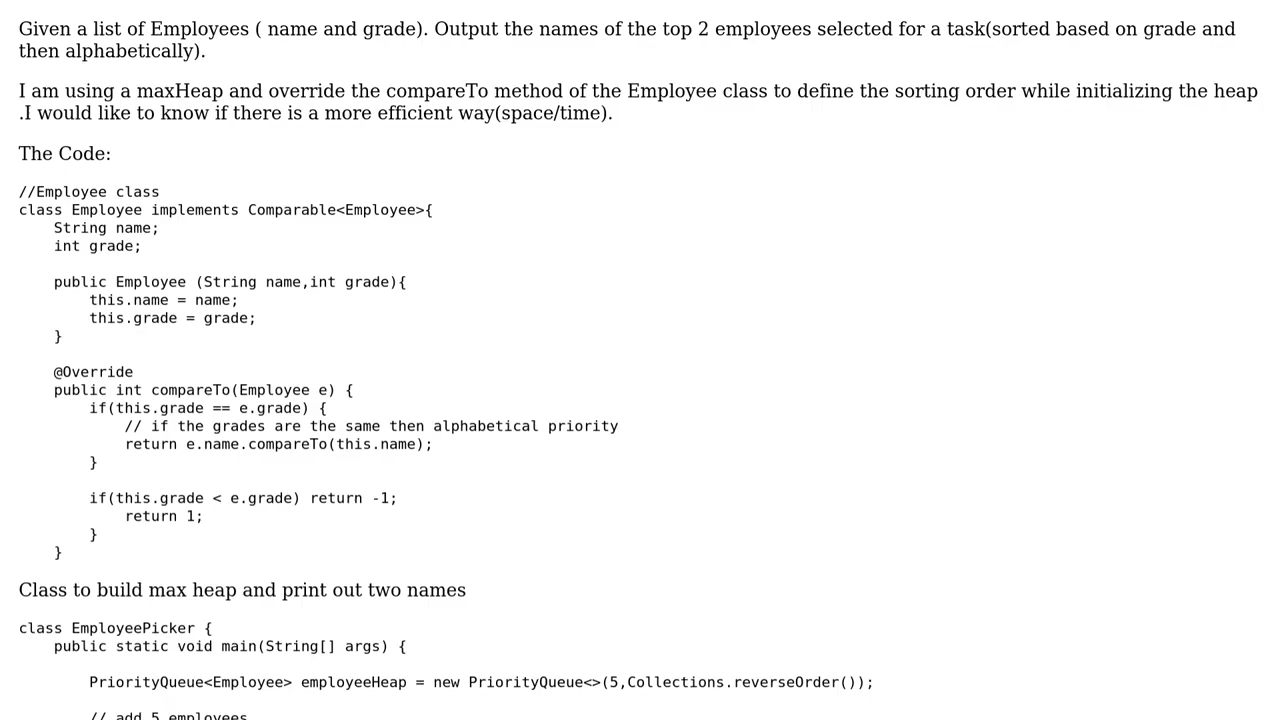 Given a list of Employees ( name and grade). Output the names of the top 2 employees selected for a task(sorted based on grade and
then alphabetically).
I am using a maxHeap and override the compareTo method of the Employee class to define the sorting order while initializing the heap
.I would like to know if there is a more efficient way(space/time).
The Code:
//Employee class
class Employee implements Comparable<Employee>{
    String name;
    int grade;
    public Employee (String name,int grade){
        this.name = name;
        this.grade = grade;
    }
    @Override
    public int compareTo(Employee e) {
        if(this.grade == e.grade) {
            // if the grades are the same then alphabetical priority
            return e.name.compareTo(this.name);
        }
        if(this.grade < e.grade) return -1;
            return 1;
        }
    }
Class to build max heap and print out two names
class EmployeePicker {
    public static void main(String[] args) {
        PriorityQueue<Employee> employeeHeap = new PriorityQueue<>(5,Collections.reverseOrder());
        // add 5 employees